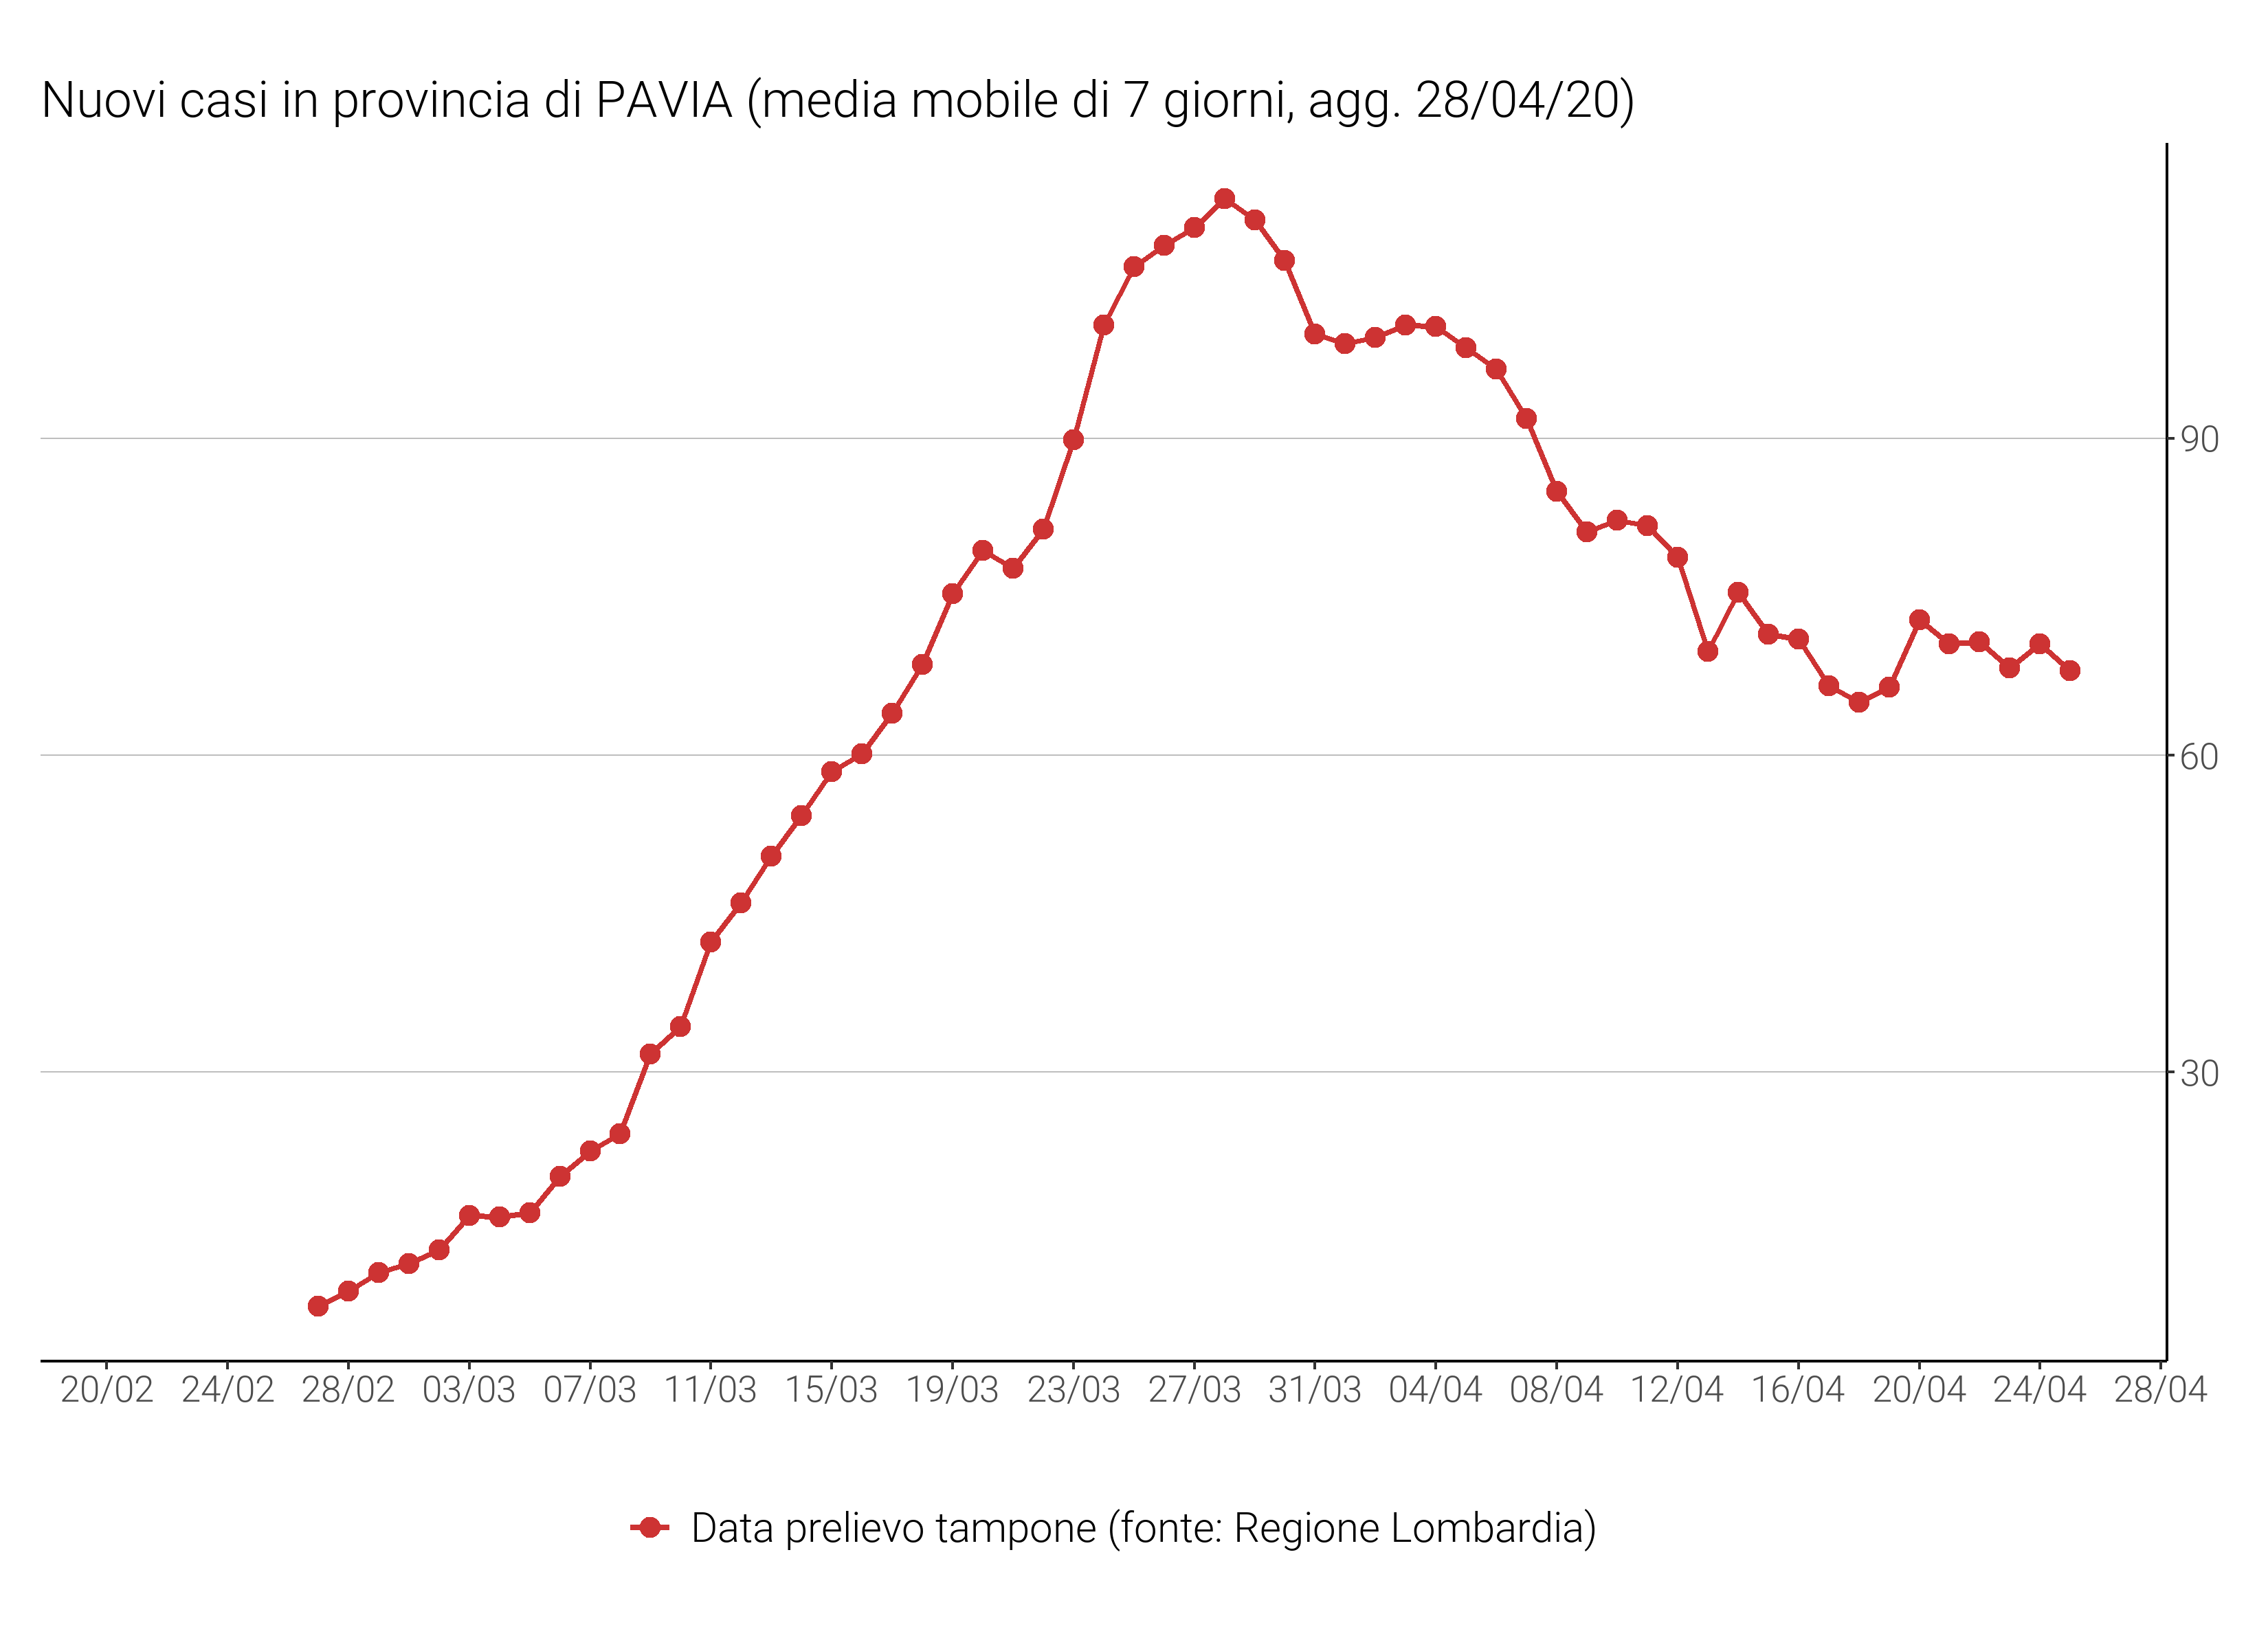 Nuovi casi in provincia di PAVIA (media mobile di 7 giorni, agg. 28/04/20)
90
60
30
20/02 24/02 28/02 03/03 07/03 11/03 15/03 19/03 23/03 27/03 31/03 04/04 08/04 12/04 16/04 20/04 24/04 28/04
Data prelievo tampone (fonte: Regione Lombardia)